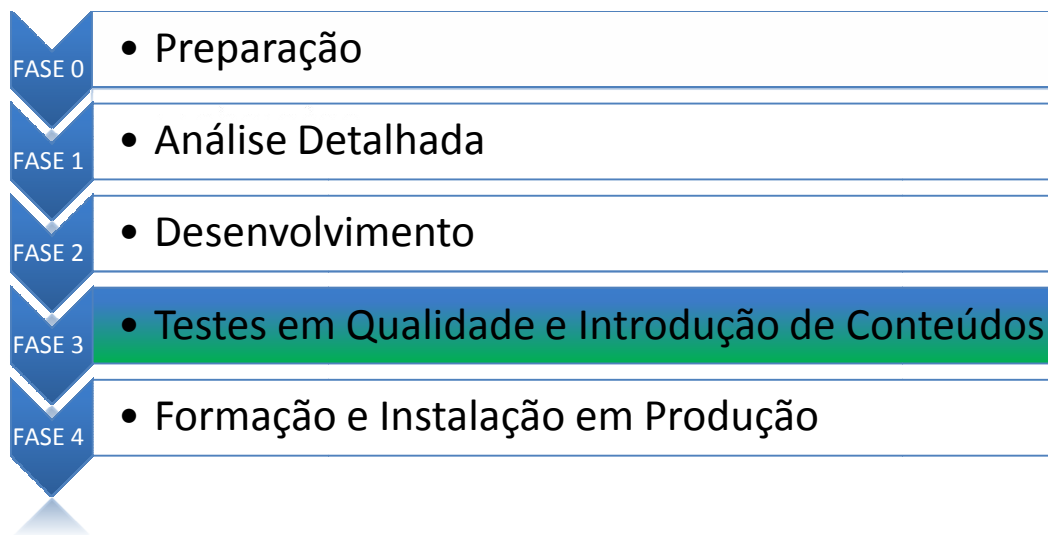 FASE 0
• Preparação
FASE 1
• Análise Detalhada
FASE 2
• Desenvolvimento
FASE 3
• Testes em Qualidade e Introdução de Conteúdos
FASE 4
• Formação e Instalação em Produção